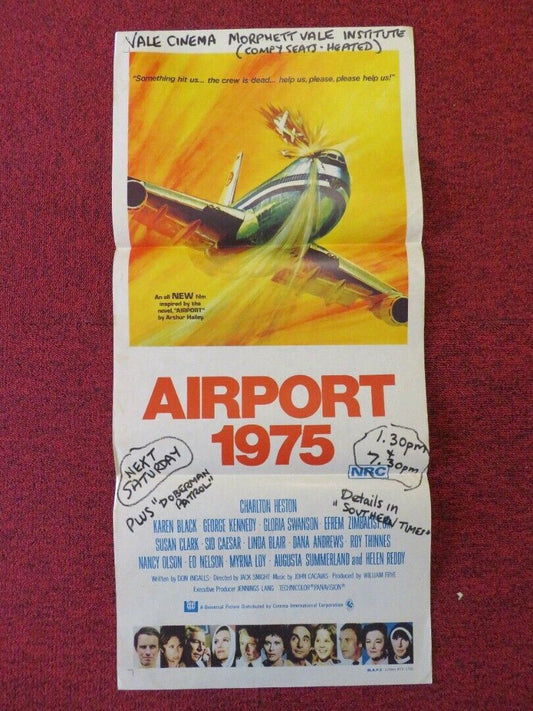 VALE CINEMA MORPHETT VALE INSTITUTE
(COMFY SEATS - HEATED)
"Something hit us... the crew is dead... help us, please, please help us!"
An all NEW film
inspired by the
novel, "AIRPORT"
by Arthur Hailey.
AIRPORT
1975
NEXT
SATURDAY
PLUS "DOBERMAN
PATROL"
1.30pm
&
7.30pm
NRC
Details in
"SOUTHERN TIMES"
CHARLTON HESTON
KAREN BLACK · GEORGE KENNEDY · GLORIA SWANSON · EFREM ZIMBALIST, JR.
SUSAN CLARK · SID CAESAR · LINDA BLAIR · DANA ANDREWS · ROY THINNES
NANCY OLSON · ED NELSON · MYRNA LOY · AUGUSTA SUMMERLAND and HELEN REDDY
Written by DON INGALLS · Directed by JACK SMIGHT · Music by JOHN CACAVAS · Produced by WILLIAM FRYE
Executive Producer JENNINGS LANG · TECHNICOLOR® PANAVISION®
A Universal Picture Distributed by Cinema International Corporation
M.A.P.S.